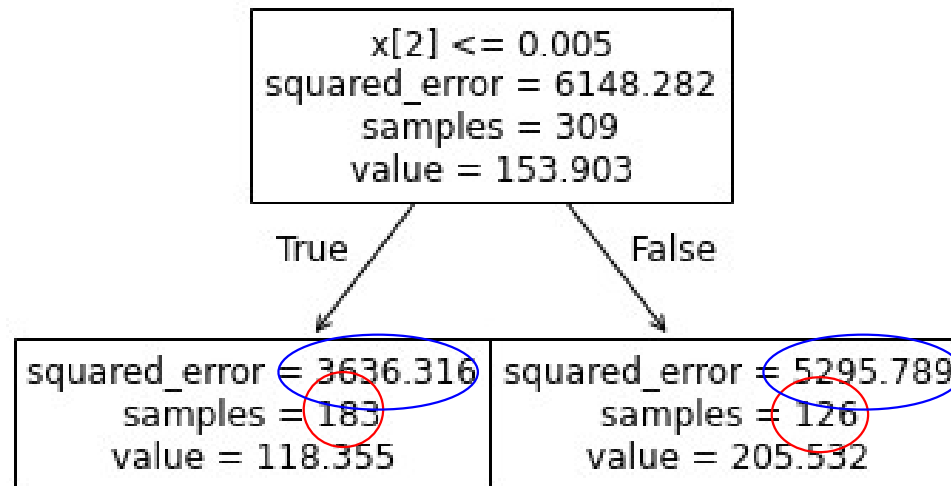 x[2] <= 0.005
squared_error = 6148.282
samples = 309
value = 153.903
True
False
squared_error = 3636.316
samples = 183
value = 118.355
squared_error = 5295.789
samples = 126
value = 205.532